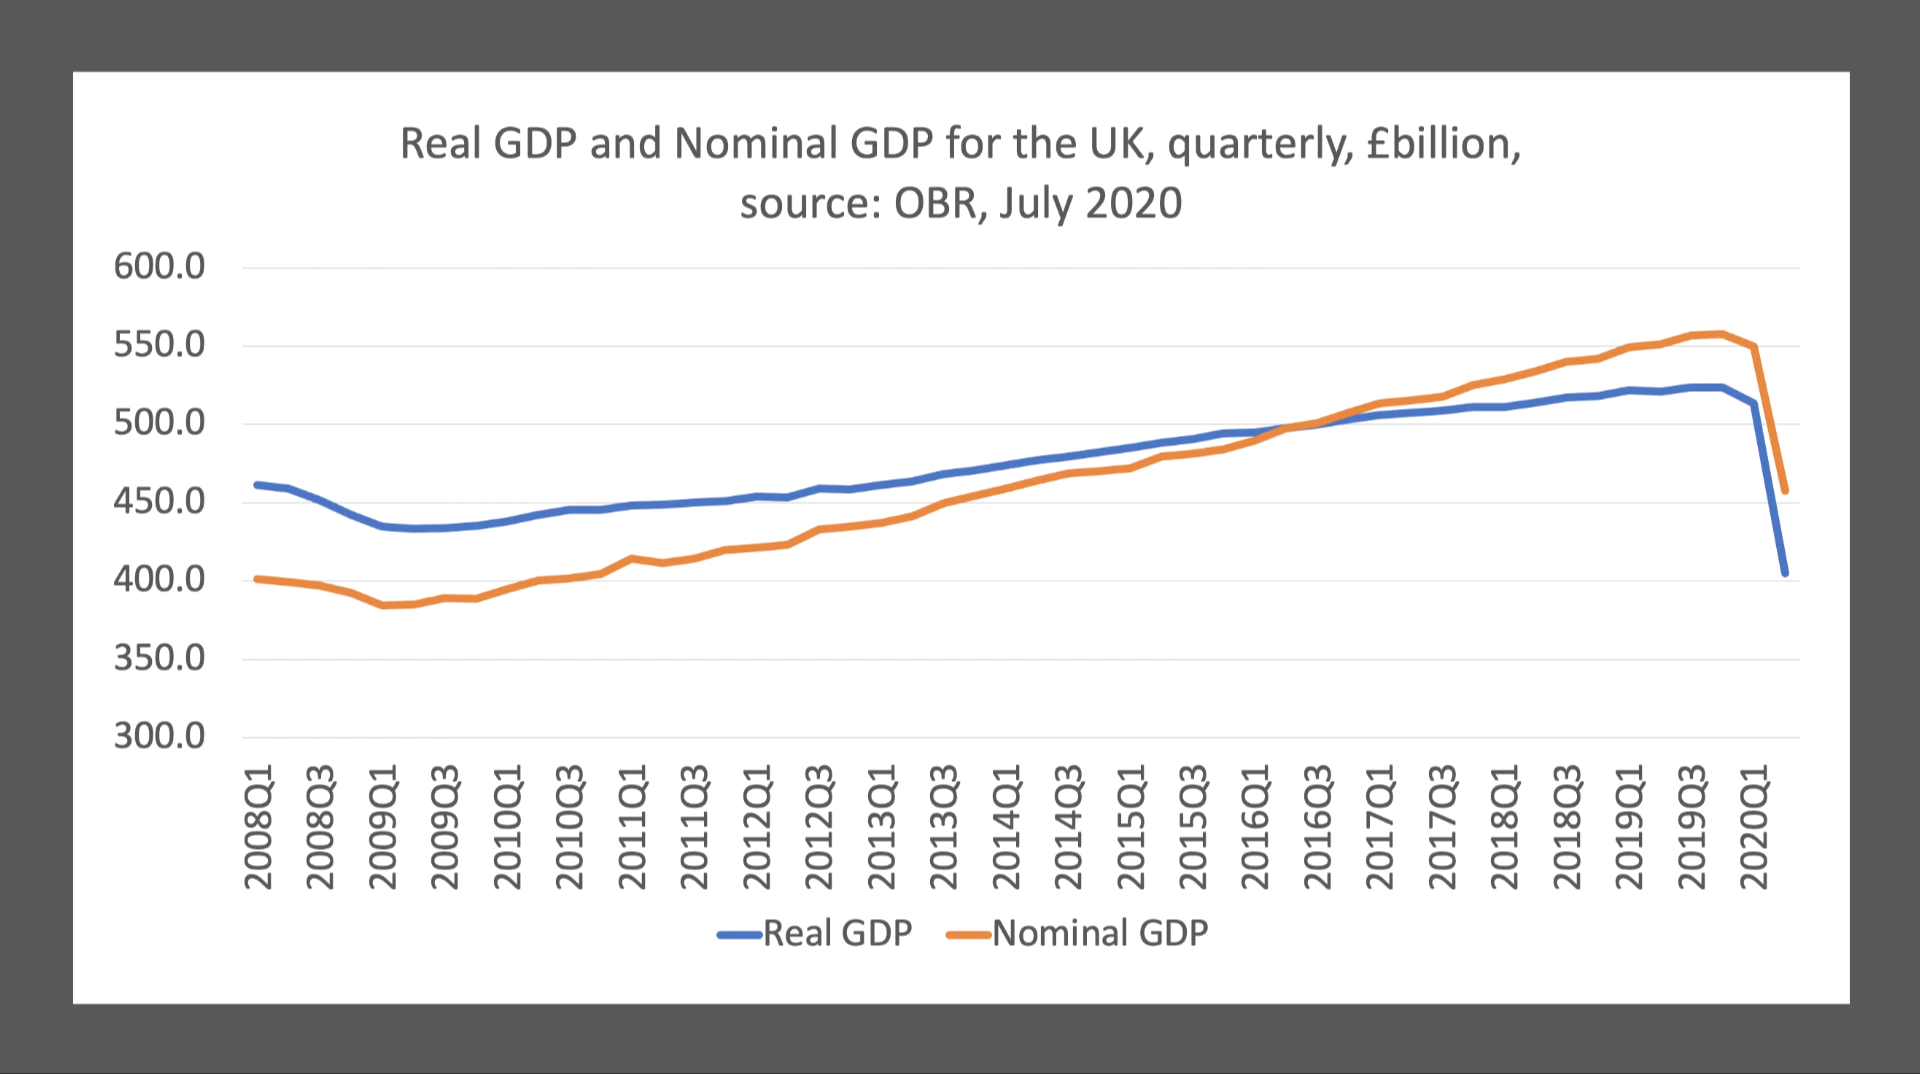 Real GDP and Nominal GDP for the UK, quarterly, £billion,
source: OBR, July 2020
600.0
550.0
500.0
450.0
400.0
350.0
300.0
2008Q1
2008Q3
2009Q1
2009Q3
2010Q1
2010Q3
2011Q1
2011Q3
2012Q1
2012Q3
2013Q1
2013Q3
2014Q1
2014Q3
2015Q1
2015Q3
2016Q1
2016Q3
2017Q1
2017Q3
2018Q1
2018Q3
2019Q1
2019Q3
2020Q1
Real GDP
Nominal GDP